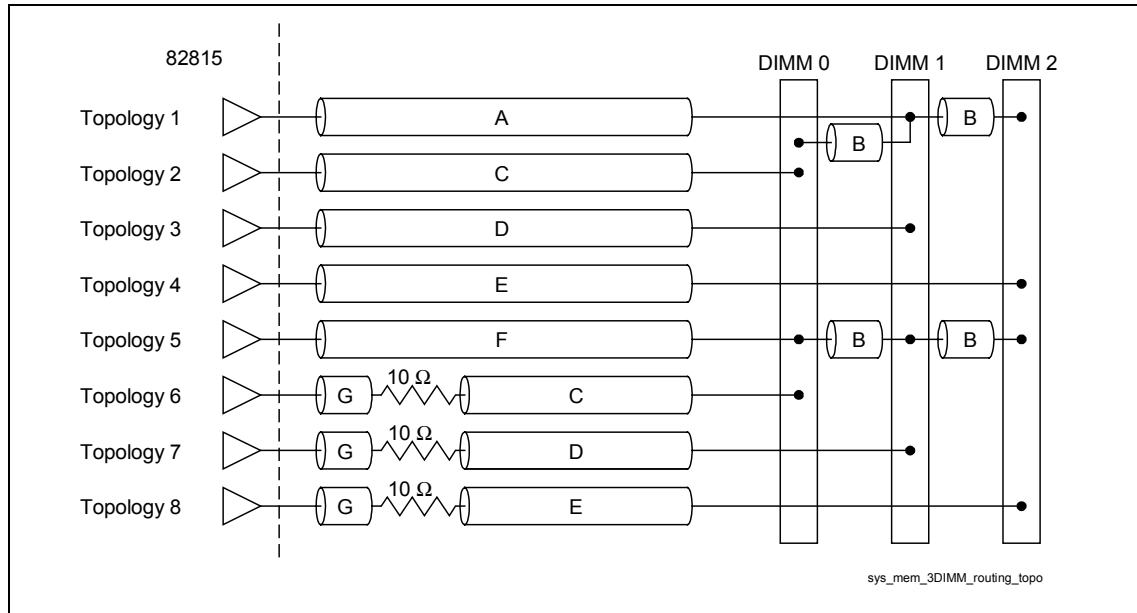 82815
DIMM 0 DIMM 1 DIMM 2
Topology 1 A B
B
Topology 2 C
Topology 3 D
Topology 4 E
Topology 5 F B B
10 Ω
Topology 6 G C
10 Ω
Topology 7 G D
10 Ω
Topology 8 G E
sys_mem_3DIMM_routing_topo